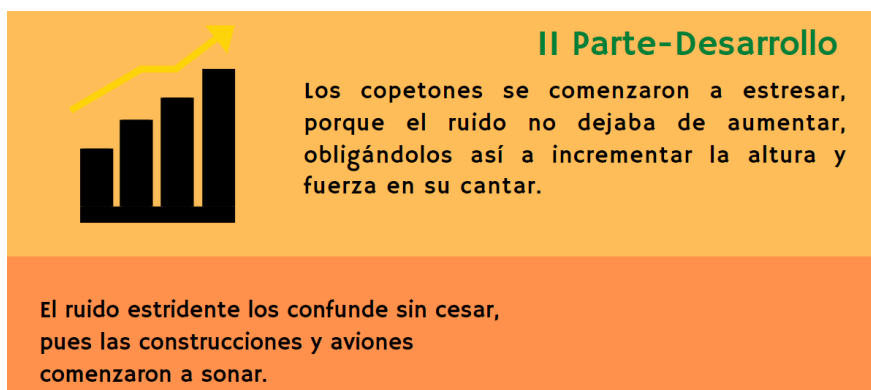 II Parte-Desarrollo
Los copetones se comenzaron a estresar,
porque el ruido no dejaba de aumentar,
obligándolos así a incrementar la altura y
fuerza en su cantar.
El ruido estridente los confunde sin cesar,
pues las construcciones y aviones
comenzaron a sonar.